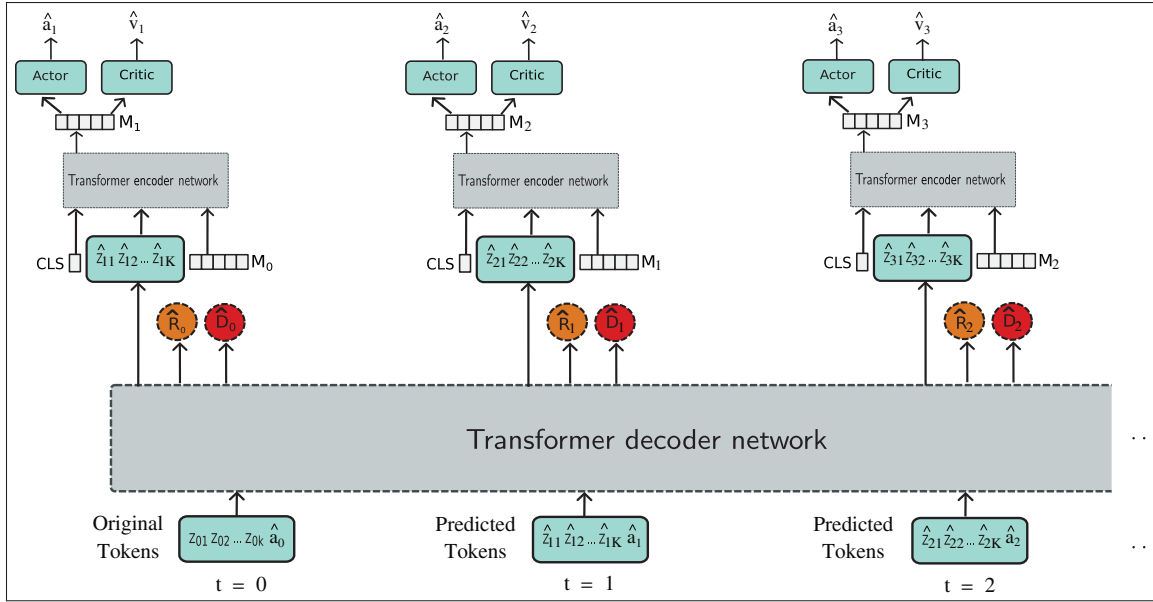 â₁ v̂₁ â₂ v̂₂ â₃ v̂₃
Actor Critic Actor Critic Actor Critic
M₁ M₂ M₃
Transformer encoder network Transformer encoder network Transformer encoder network
CLS ẑ₁₁ ẑ₁₂ ... ẑ₁K M₀ CLS ẑ₂₁ ẑ₂₂ ... ẑ₂K M₁ CLS ẑ₃₁ ẑ₃₂ ... ẑ₃K M₂
R̂₀ D̂₀ R̂₁ D̂₁ R̂₂ D̂₂
Transformer decoder network . .
Original Predicted Predicted
Tokens z₀₁ z₀₂ ... z₀k â₀ Tokens ẑ₁₁ ẑ₁₂ ... ẑ₁K â₁ Tokens ẑ₂₁ ẑ₂₂ ... ẑ₂K â₂ . .
t = 0 t = 1 t = 2